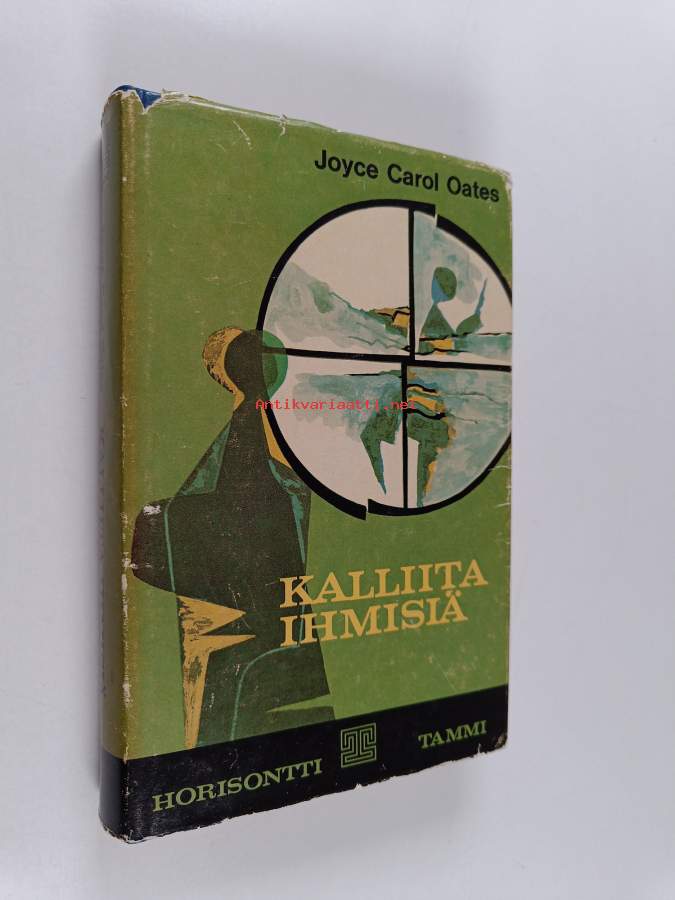 Joyce Carol Oates
Antikvariaatti.net
KALLIITA
IHMISIÄ
HORISONTTI
TAMMI